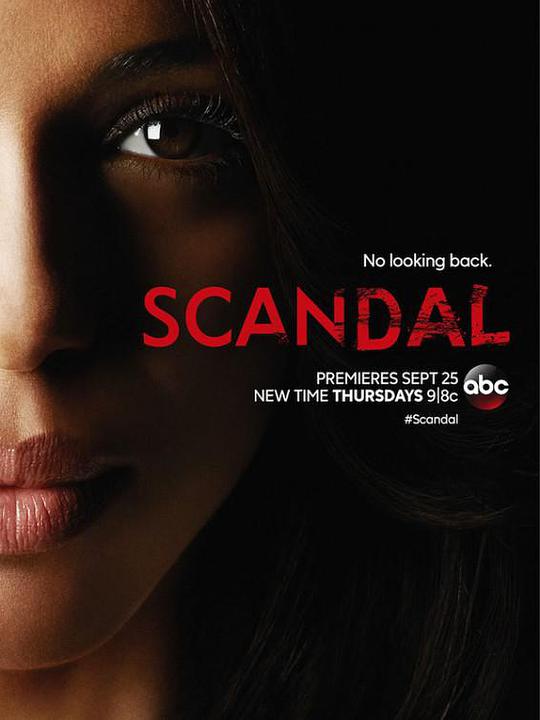 No looking back.
SCANDAL
PREMIERES SEPT 25
NEW TIME THURSDAYS 9|8c
abc
#Scandal